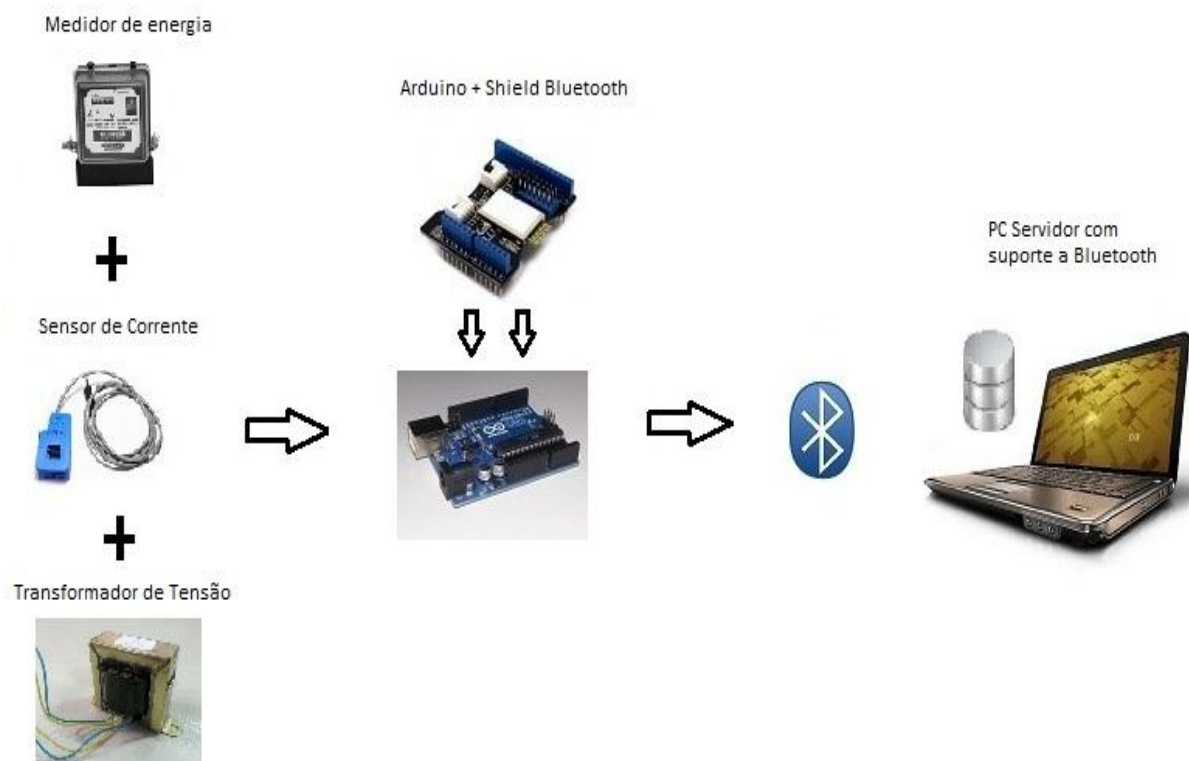 Medidor de energia
Arduino + Shield Bluetooth
PC Servidor com
suporte a Bluetooth
Sensor de Corrente
Transformador de Tensão